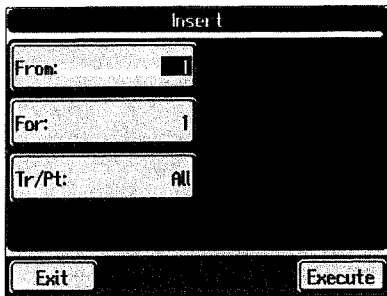 Insert
From: 1
For: 1
Tr/Pt: All
Exit Execute